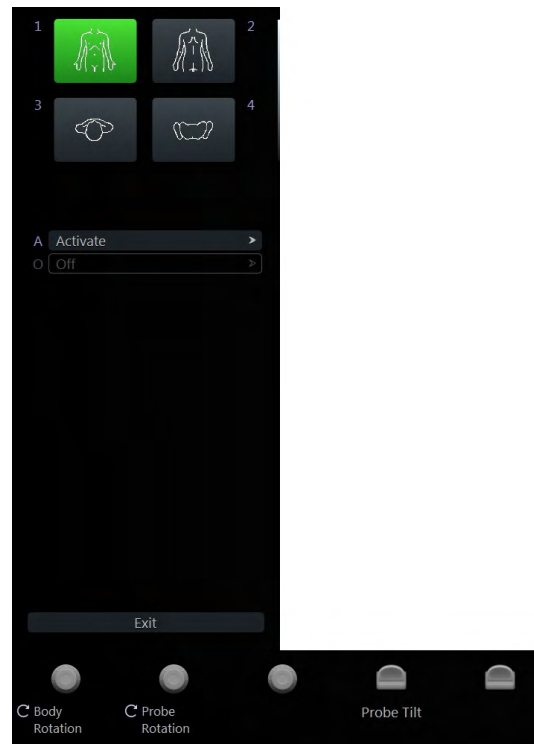 1
2
3
4
A Activate >
O Off >
Exit
Body
Rotation
Probe
Rotation
Probe Tilt